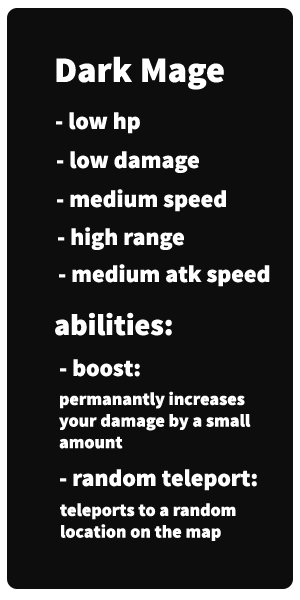 Dark Mage
- low hp
- low damage
- medium speed
- high range
- medium atk speed
abilities:
- boost:
permanantly increases
your damage by a small
amount
- random teleport:
teleports to a random
location on the map